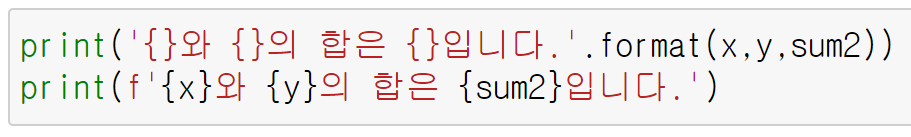 print('{}와 {}의 합은 {}입니다.'.format(x,y,sum2))
print(f'{x}와 {y}의 합은 {sum2}입니다.')